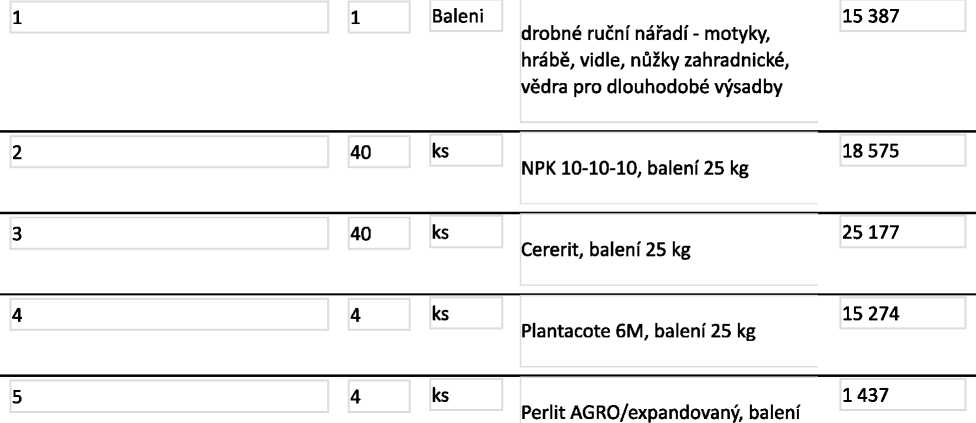 1 1 Baleni drobné ruční nářadí - motyky, 15 387
hrábě, vidle, nůžky zahradnické,
vědra pro dlouhodobé výsadby
2 40 ks NPK 10-10-10, balení 25 kg 18 575
3 40 ks Cererit, balení 25 kg 25 177
4 4 ks Plantacote 6M, balení 25 kg 15 274
5 4 ks Perlit AGRO/expandovaný, balení 1 437